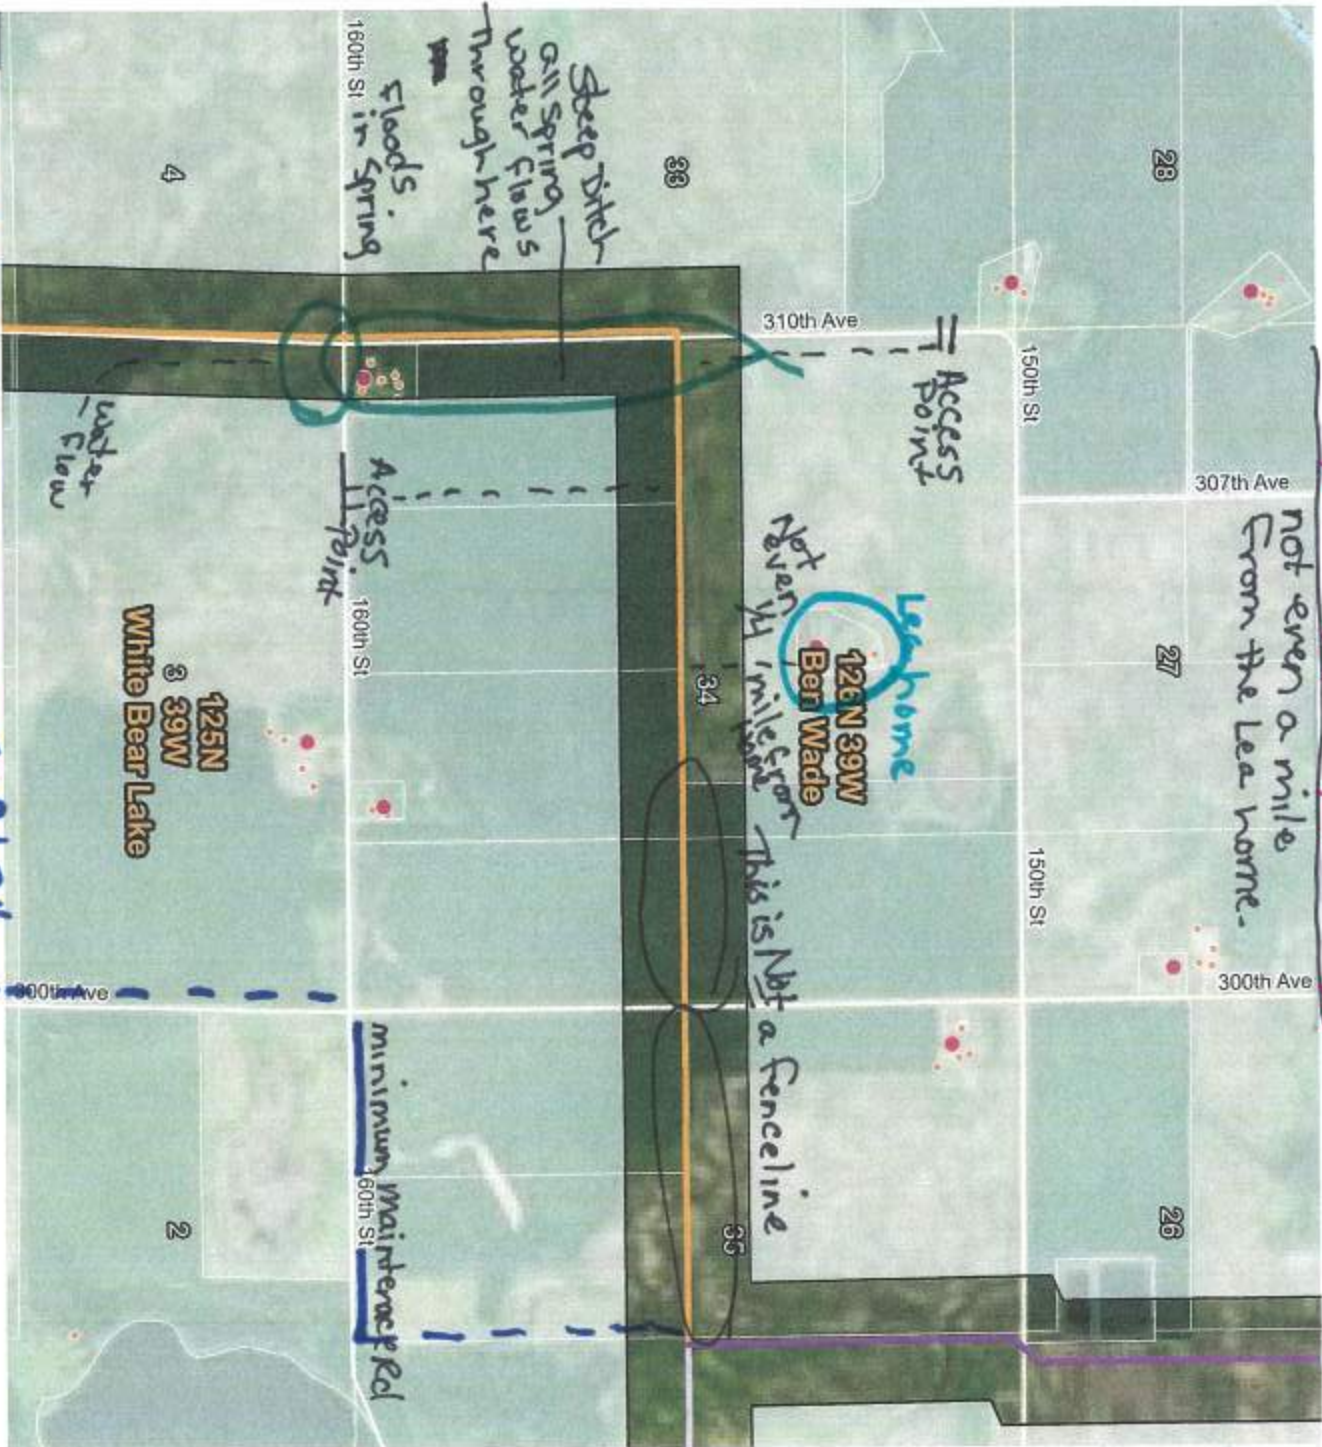 not even a mile
from the Lea home.
28
27
26
307th Ave
300th Ave
150th St
150th St
Access
Point
Lea home
126N 39W
Ben Wade
310th Ave
Not
even
1/4 mile from
home
This is Not a fenceline
33
34
35
Steep Ditch
all spring
water flows
Through here
Floods
in Spring
160th St
Access
Point
160th St
minimum maintenance Rd
160th St
4
125N
3 39W
White Bear Lake
2
water
flow
300th Ave